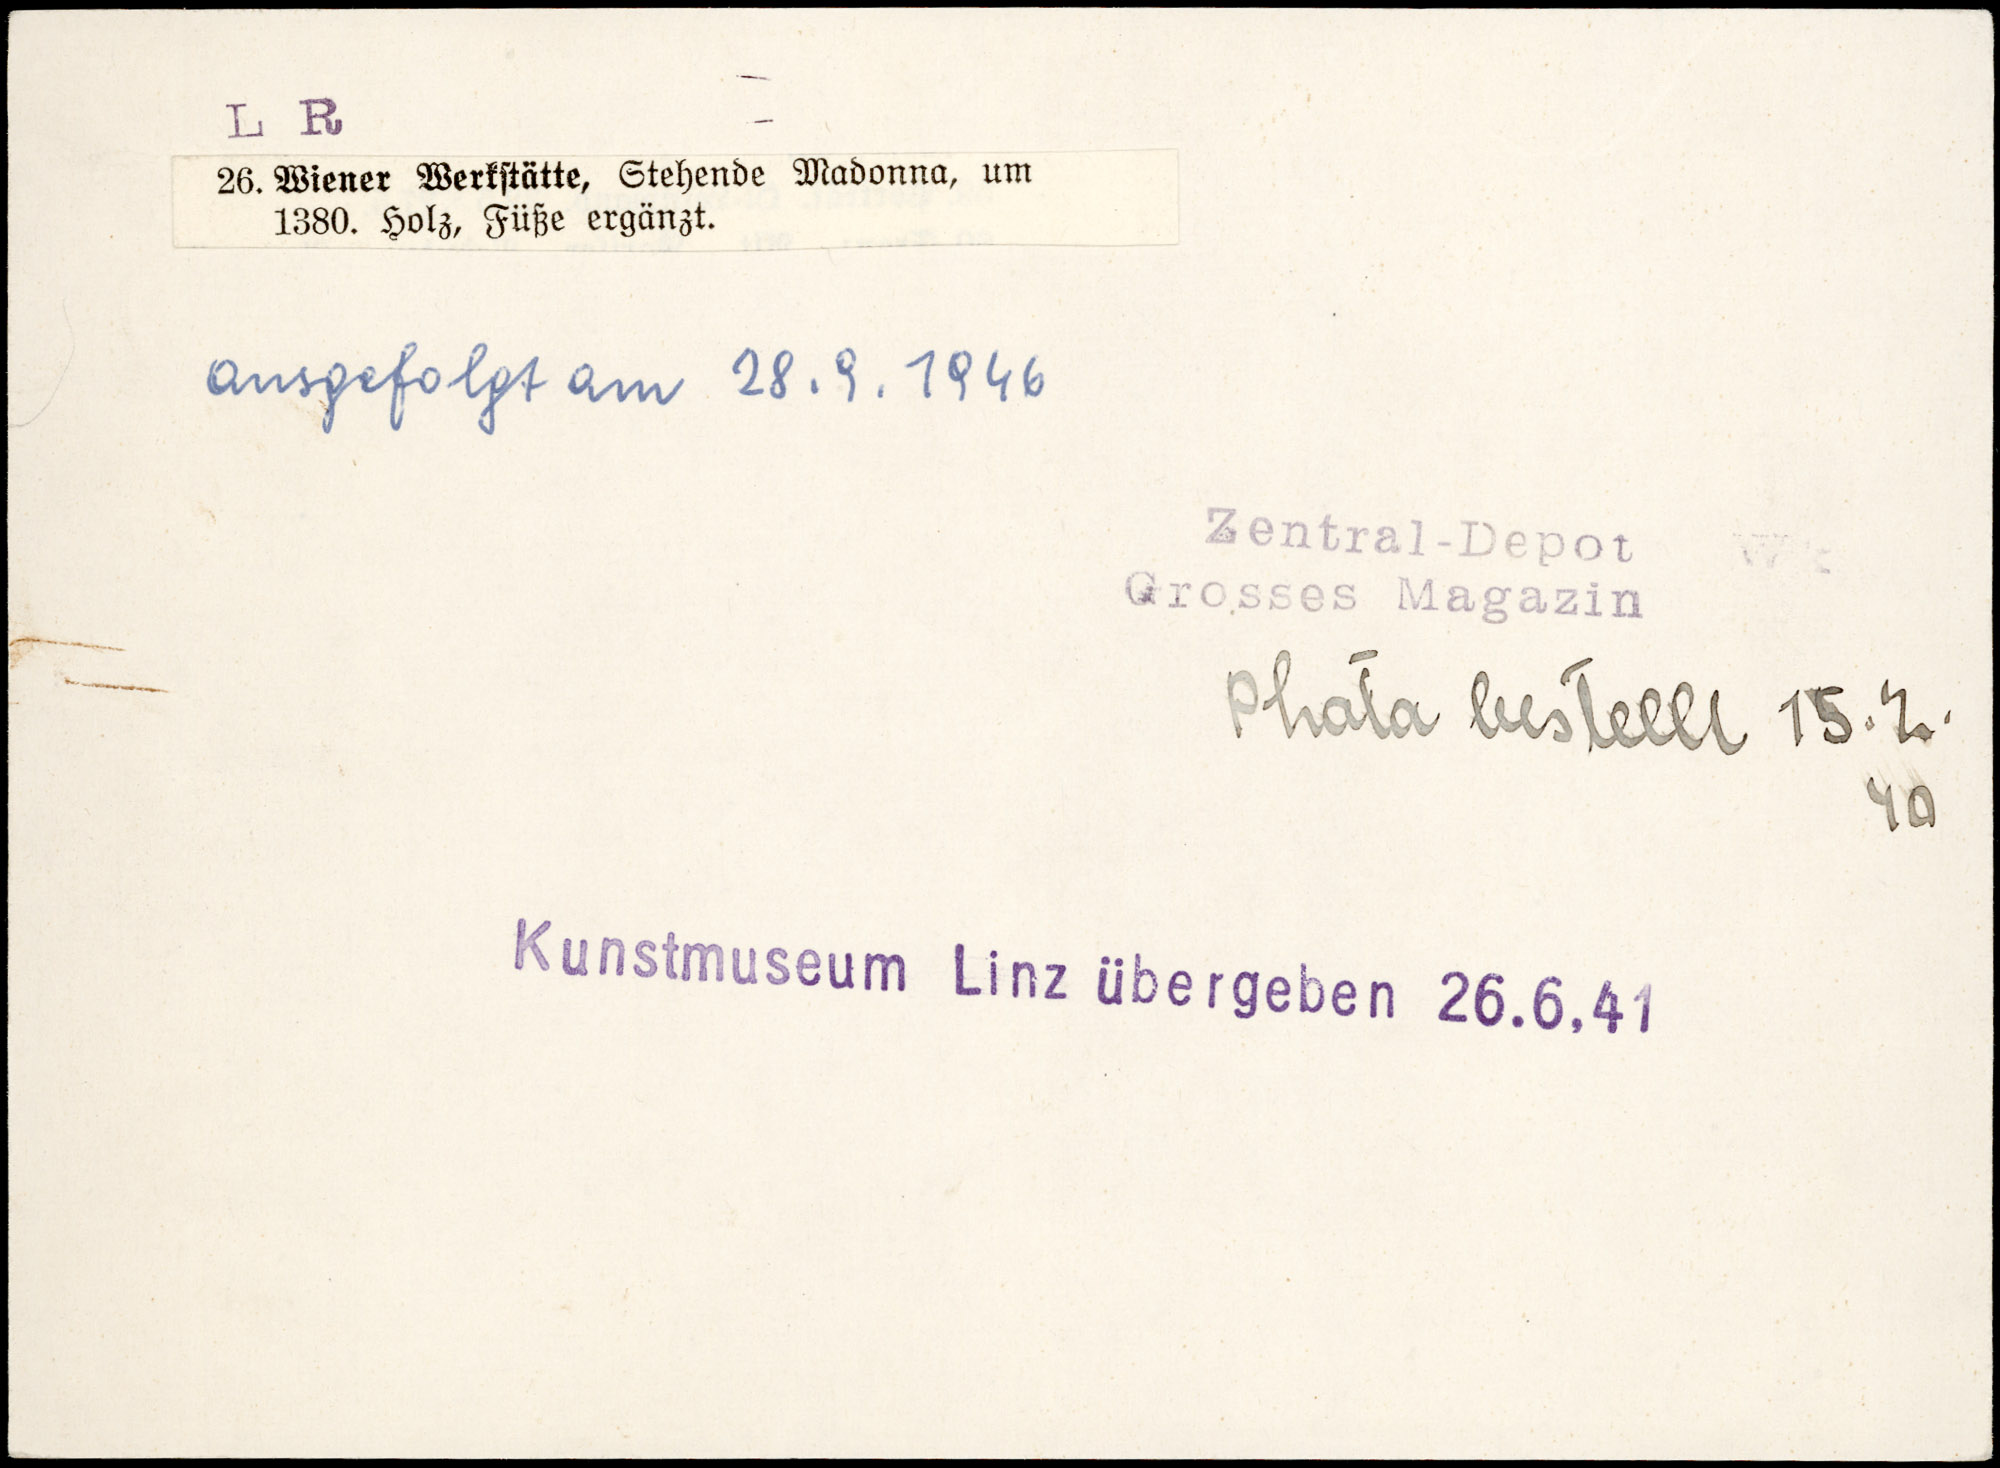 L R
26. Wiener Werkstätte, Stehende Madonna, um
1380. Holz, Füße ergänzt.
ausgefolgt am 28.9.1946
Zentral-Depot
Grosses Magazin
Photo bestellt 15.2.
40
Kunstmuseum Linz übergeben 26.6.41